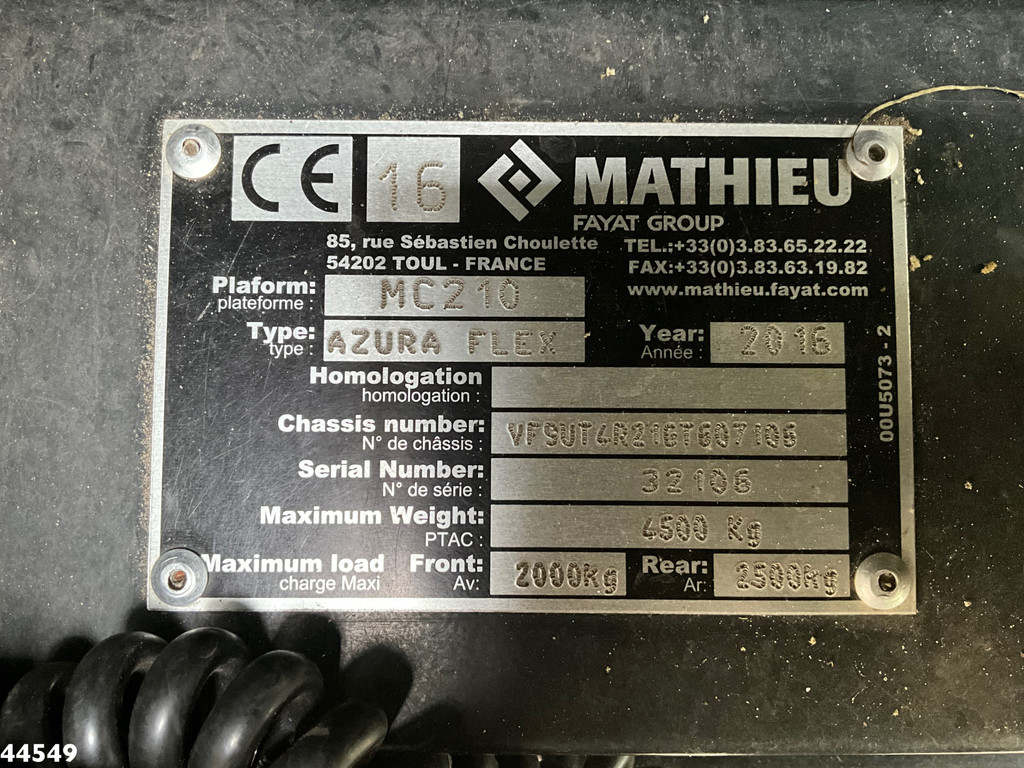 CE 16 MATHIEU
FAYAT GROUP
85, rue Sébastien Choulette TEL.:+33(0)3.83.65.22.22
54202 TOUL - FRANCE FAX:+33(0)3.83.63.19.82
www.mathieu.fayat.com
Plaform: MC210
plateforme :
Type: AZURA FLEX Year: 2016
type : Année :
Homologation
homologation :
Chassis number: VF9UT4R216T607106
N° de châssis :
Serial Number: 32106
N° de série :
Maximum Weight: 4500 Kg
PTAC :
Maximum load Front: 2000kg Rear: 2500kg
charge Maxi Av: Ar:
00U5073 - 2
44549